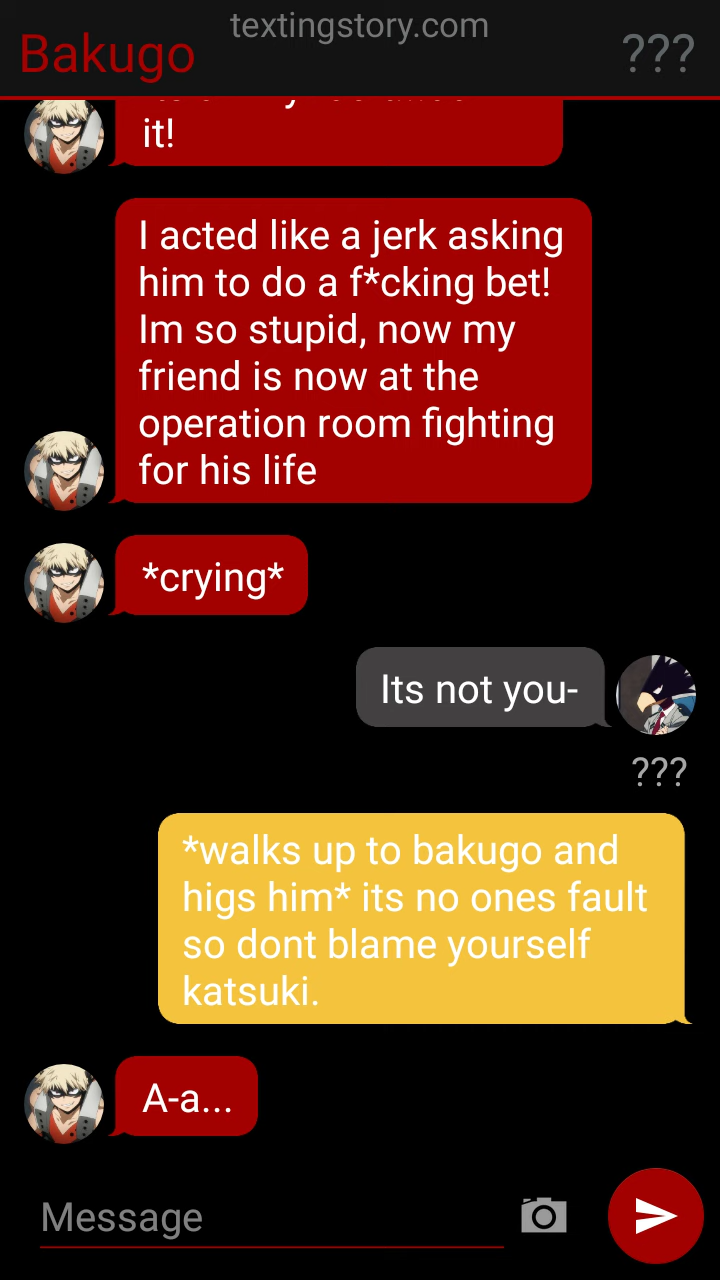 textingstory.com
Bakugo
???
it!
I acted like a jerk asking
him to do a f*cking bet!
Im so stupid, now my
friend is now at the
operation room fighting
for his life
*crying*
Its not you-
???
*walks up to bakugo and
higs him* its no ones fault
so dont blame yourself
katsuki.
A-a...
Message